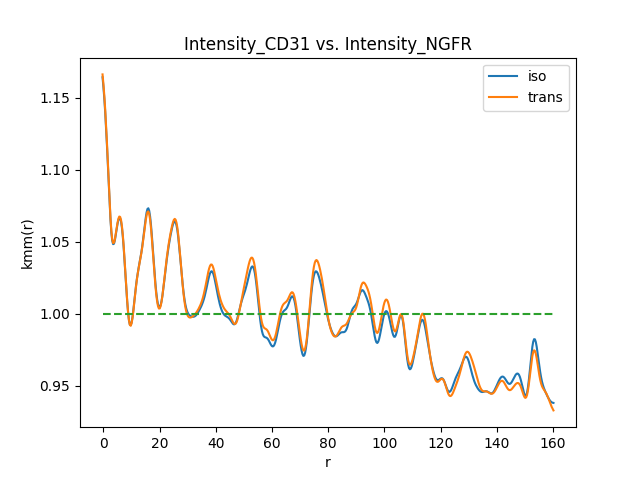 Intensity_CD31 vs. Intensity_NGFR
iso
trans
kmm(r)
1.15
1.10
1.05
1.00
0.95
0 20 40 60 80 100 120 140 160
r